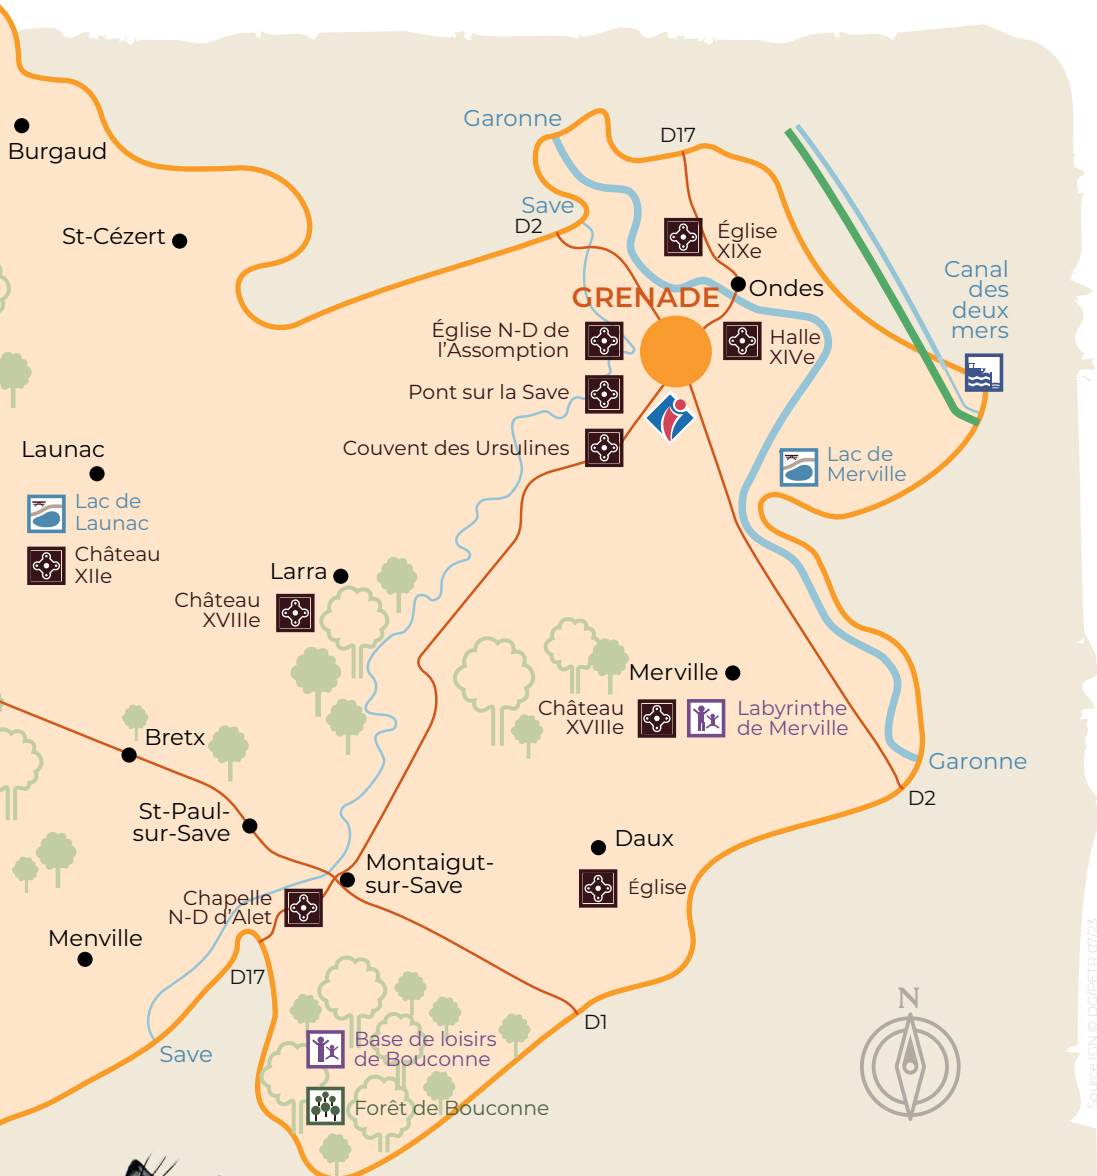 Garonne
D17
Burgaud
Save
D2
St-Cézert
Église
XIXe
Canal
des
deux
mers
Ondes
GRENADE
Église N-D de
l'Assomption
Halle
XIVe
Pont sur la Save
Couvent des Ursulines
Launac
Lac de
Merville
Lac de
Launac
Château
XIIe
Larra
Château
XVIIIe
Merville
Château
XVIIIe
Labyrinthe
de Merville
Bretx
Garonne
D2
St-Paul-
sur-Save
Daux
Montaigut-
sur-Save
Église
Chapelle
N-D d'Alet
Menville
D17
N
D1
Base de loisirs
de Bouconne
Save
Forêt de Bouconne
Source IGN © DG/PETR 07/23